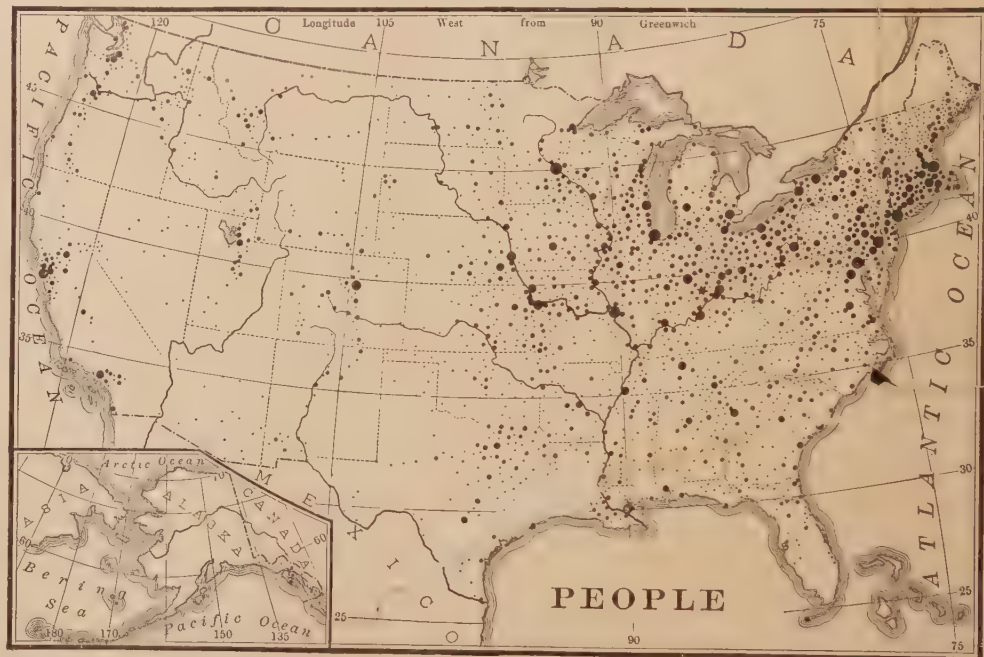 120 Longitude 105 West from 90 Greenwich 75
CANADA
PACIFIC OCEAN
45
40
35
40
35
30
25
ATLANTIC OCEAN
MEXICO
Arctic Ocean
ASIA
ALASKA
CANADA
60
60
Bering
Sea
Pacific Ocean
180 170 150 135
25
PEOPLE
90
75